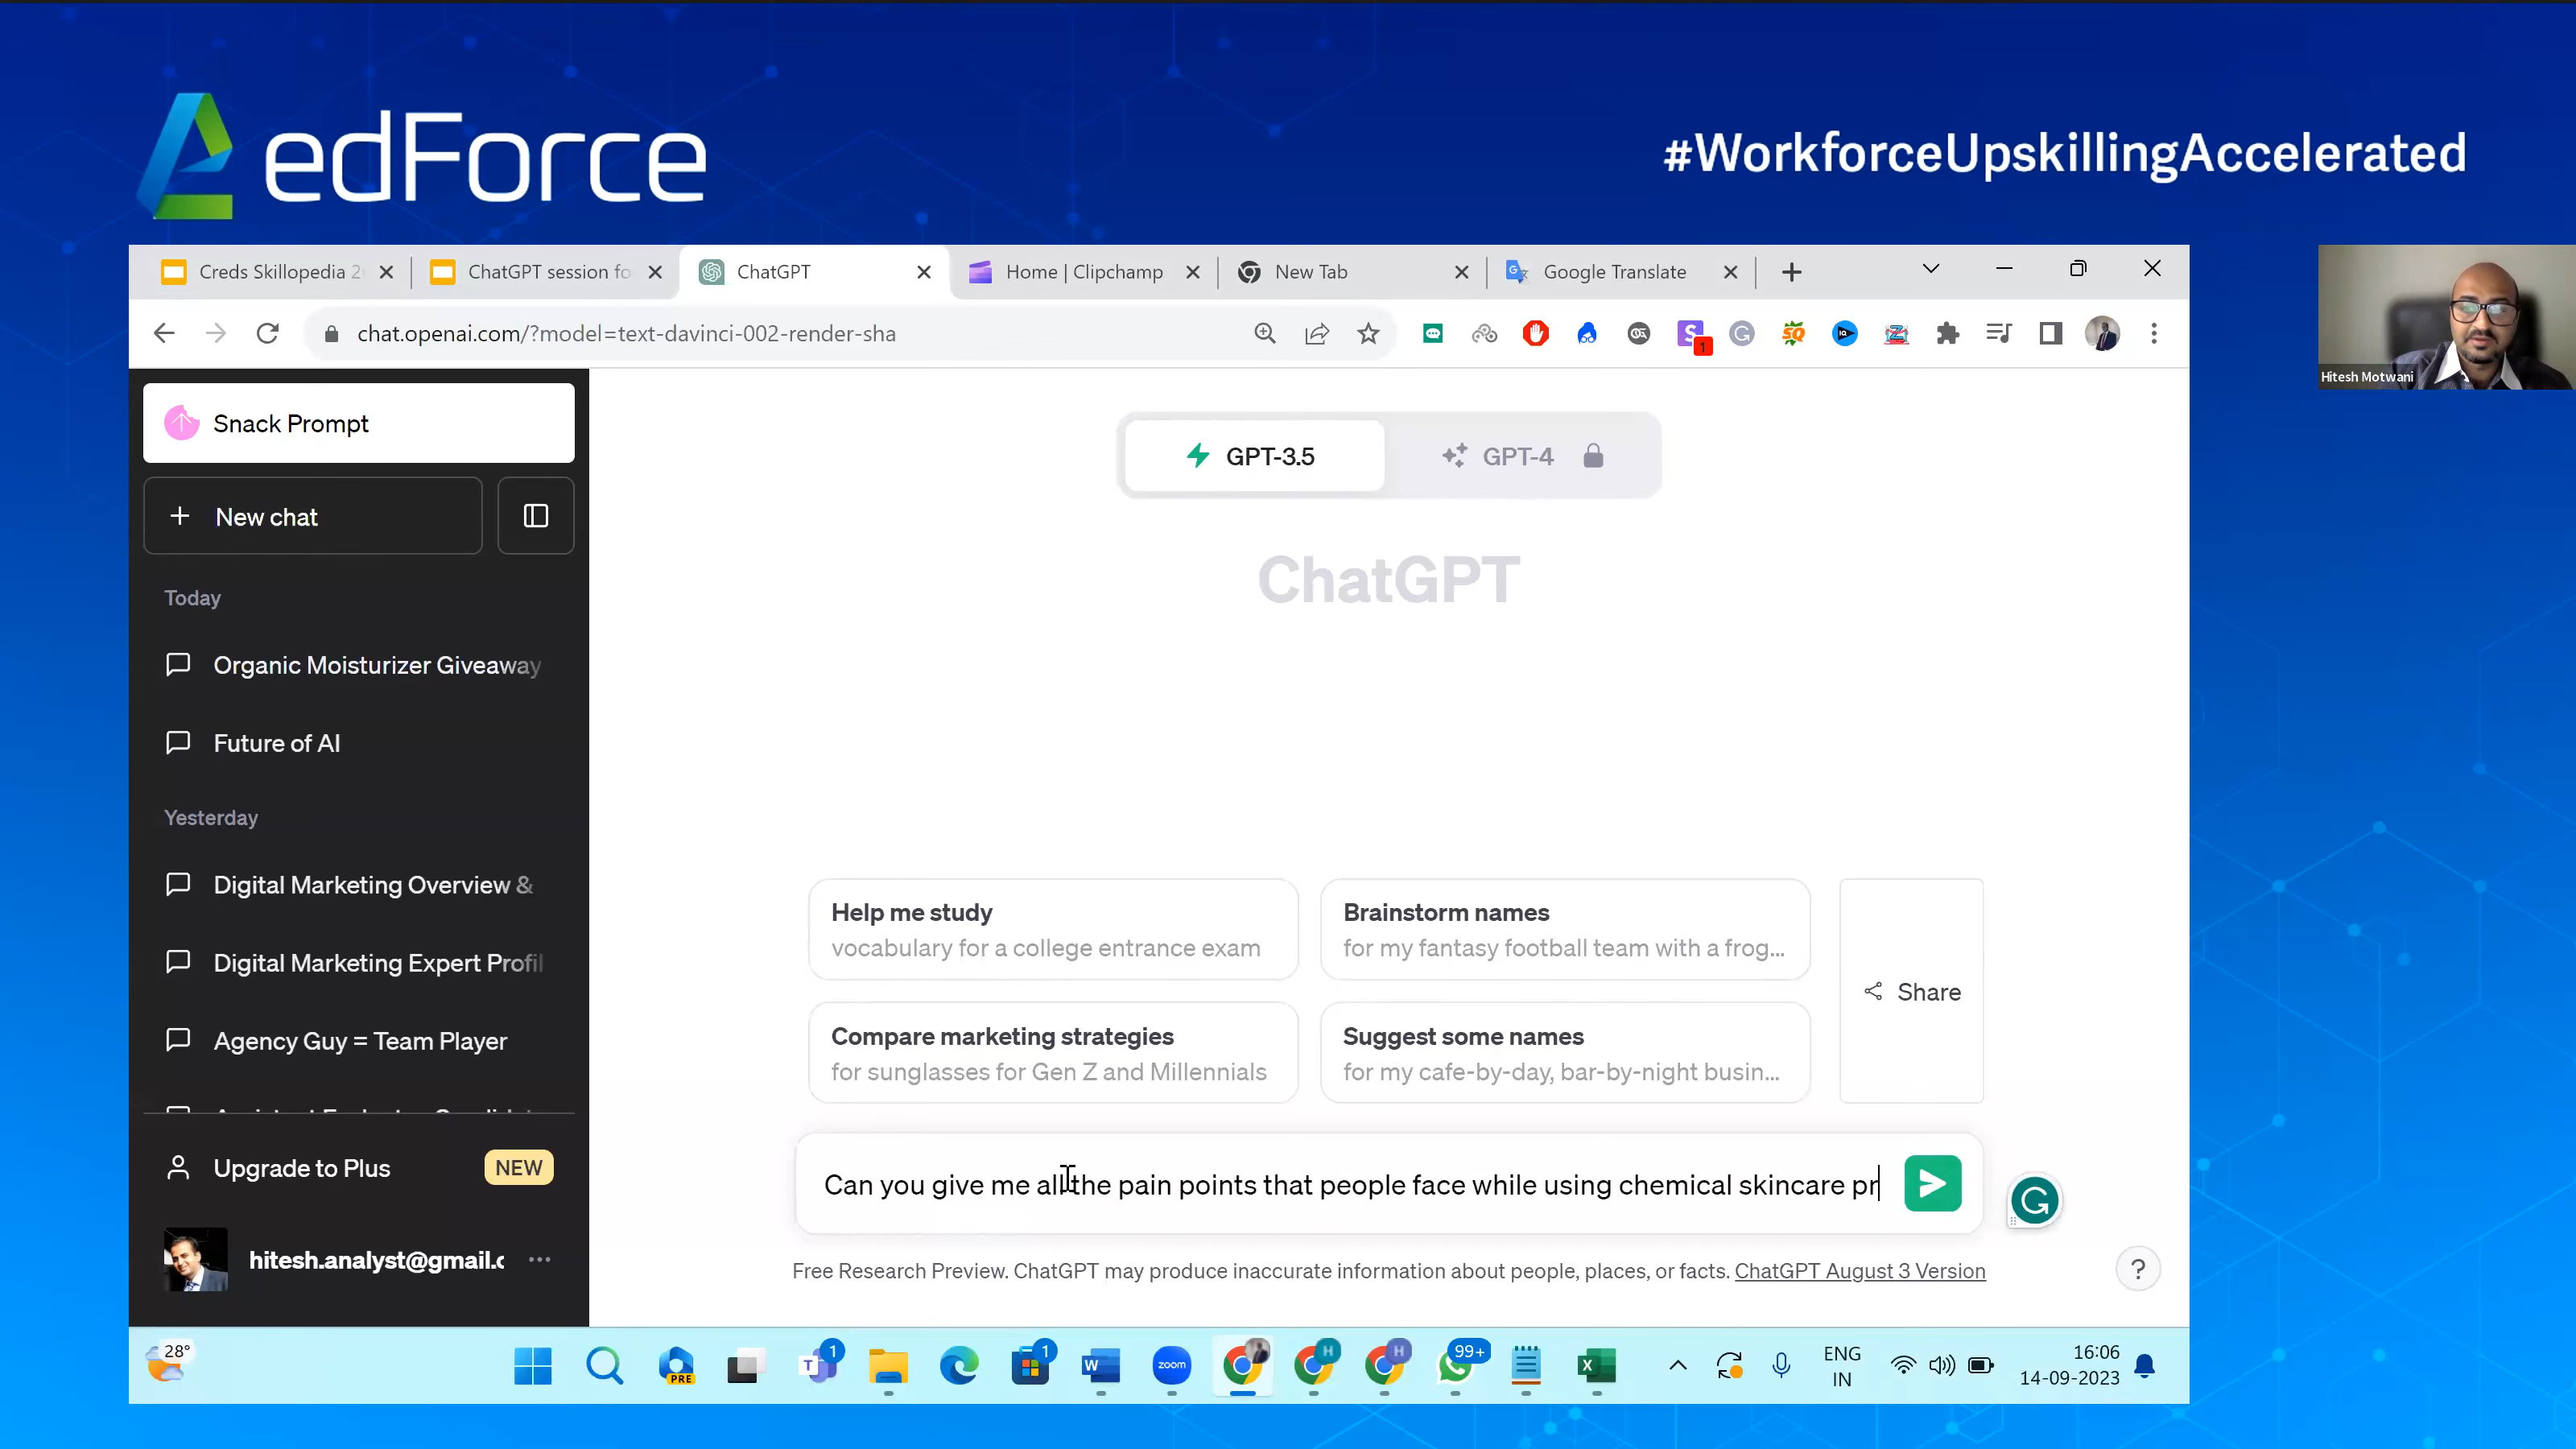 edForce
#WorkforceUpskillingAccelerated
Creds Skillopedia 2
ChatGPT session fo
ChatGPT
Home | Clipchamp
New Tab
Google Translate
chat.openai.com/?model=text-davinci-002-render-sha
1
Hitesh Motwani
Snack Prompt
New chat
Today
Organic Moisturizer Giveaway
Future of AI
Yesterday
Digital Marketing Overview &
Digital Marketing Expert Profil
Agency Guy = Team Player
Upgrade to Plus NEW
hitesh.analyst@gmail.c ...
GPT-3.5
GPT-4
ChatGPT
Help me study
vocabulary for a college entrance exam
Brainstorm names
for my fantasy football team with a frog...
Compare marketing strategies
for sunglasses for Gen Z and Millennials
Suggest some names
for my cafe-by-day, bar-by-night busin...
Share
Can you give me all the pain points that people face while using chemical skincare pr
Free Research Preview. ChatGPT may produce inaccurate information about people, places, or facts. ChatGPT August 3 Version
?
28°
PRE
1
1
zoom
99+
ENG
IN
16:06
14-09-2023